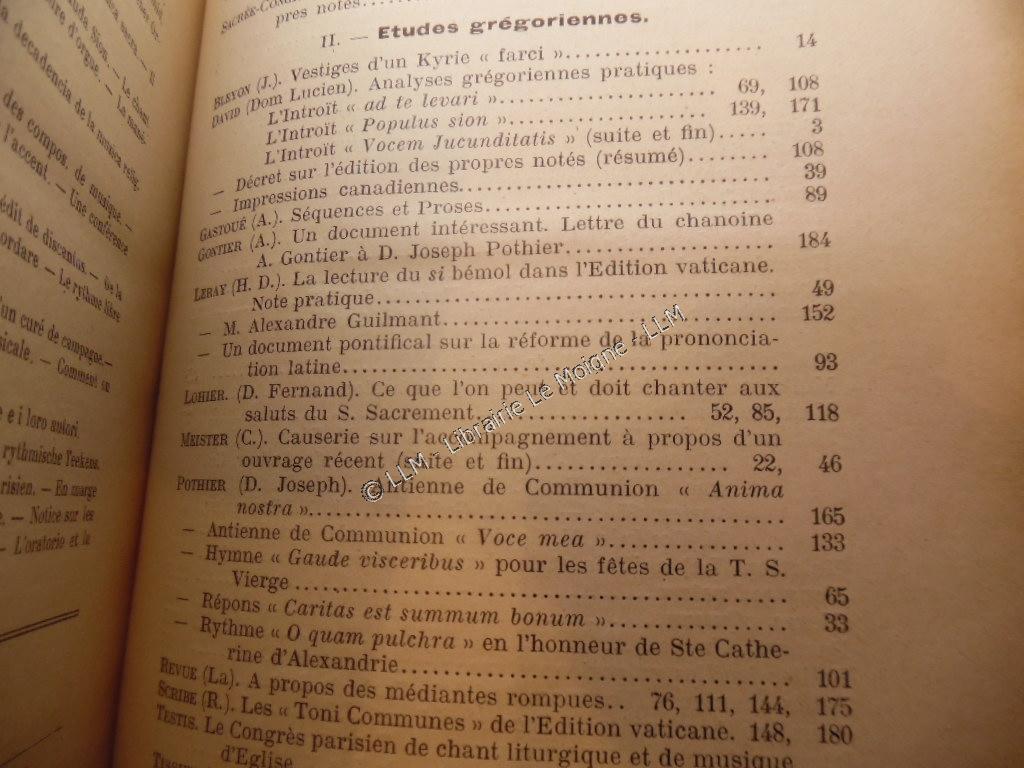 Sion. — Le chant
d'orgue. — La
la decadencia de la musica relig.
des compos. de musique. —
l'accent. — Une conférence
édit de
— Le rythme libre
un curé de campagne. —
— Comment on
e i loro autori.
rythmische
— En marge
— Notice sur les
— L'oratorio et la
pres notés
II. — Etudes grégoriennes.
BLEYON (J.). Vestiges d'un Kyrie « farci » 14
DAVID (Dom Lucien). Analyses grégoriennes pratiques :
L'Introït « ad te levavi » 69, 108
L'Introït « Populus sion » 139, 171
L'Introït « Vocem Jucunditatis » (suite et fin) 3
— Décret sur l'édition des propres notés (résumé) 108
— Impressions canadiennes 39
GASTOUÉ (A.). Séquences et Proses 89
GONTIER (A.). Un document intéressant. Lettre du chanoine
A. Gontier à D. Joseph Pothier 184
LERAY (H. D.). La lecture du si bémol dans l'Edition vaticane.
Note pratique 49
— M. Alexandre Guilmant 152
— Un document pontifical sur la réforme de la prononcia-
tion latine 93
LOHIER. (D. Fernand). Ce que l'on peut et doit chanter aux
saluts du S. Sacrement 52, 85, 118
MEISTER (C.). Causerie sur l'accompagnement à propos d'un
ouvrage récent (suite et fin) 22, 46
POTHIER (D. Joseph). Antienne de Communion « Anima
nostra » 165
— Antienne de Communion « Voce mea » 133
— Hymne « Gaude visceribus » pour les fêtes de la T. S.
Vierge 65
— Répons « Caritas est summum bonum » 33
— Rythme « O quam pulchra » en l'honneur de Ste Cathe-
rine d'Alexandrie 101
REVUE (La). A propos des médiantes rompues 76, 111, 144, 175
SCRIBE (R.). Les « Toni Communes » de l'Edition vaticane. 148, 180
TESTIS. Le Congrès parisien de chant liturgique et de musique
d'Eglise
© LLM - Librairie Le Moigne - LLM